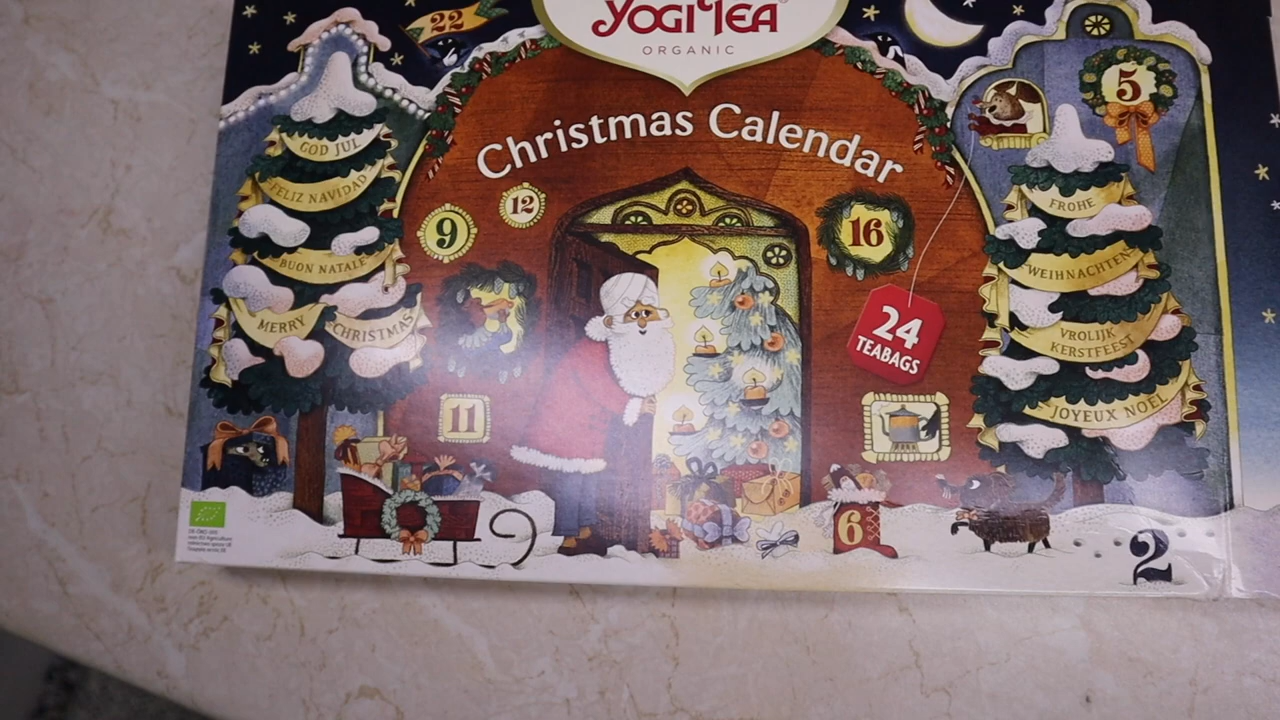 22
YOGI TEA
ORGANIC
Christmas Calendar
5
GOD JUL
FELIZ NAVIDAD
BUON NATALE
MERRY CHRISTMAS
9
12
16
24
TEABAGS
11
6
FROHE
WEIHNACHTEN
VROLIJK
KERSTFEEST
JOYEUX NOËL
2